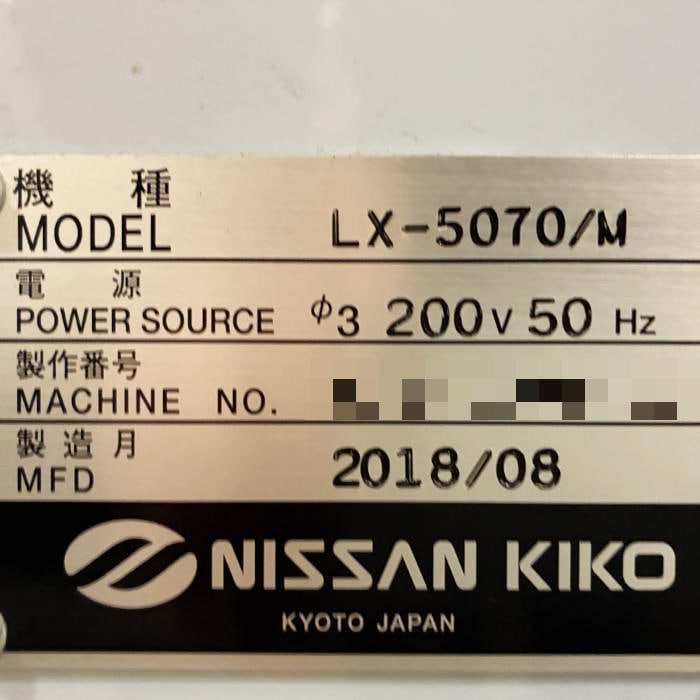 機 種
MODEL LX-5070/M
電 源
POWER SOURCE φ3 200V 50 Hz
製作番号
MACHINE NO.
製造月
MFD 2018/08
NISSAN KIKO
KYOTO JAPAN